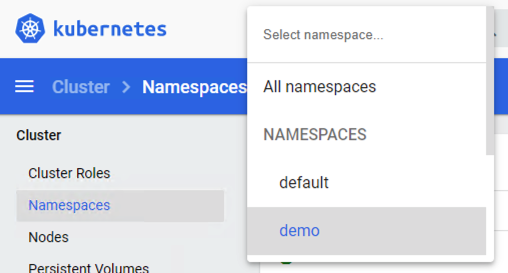 kubernetes
Select namespace...
Cluster > Namespaces
All namespaces
NAMESPACES
default
demo
Cluster
Cluster Roles
Namespaces
Nodes
Persistent Volumes